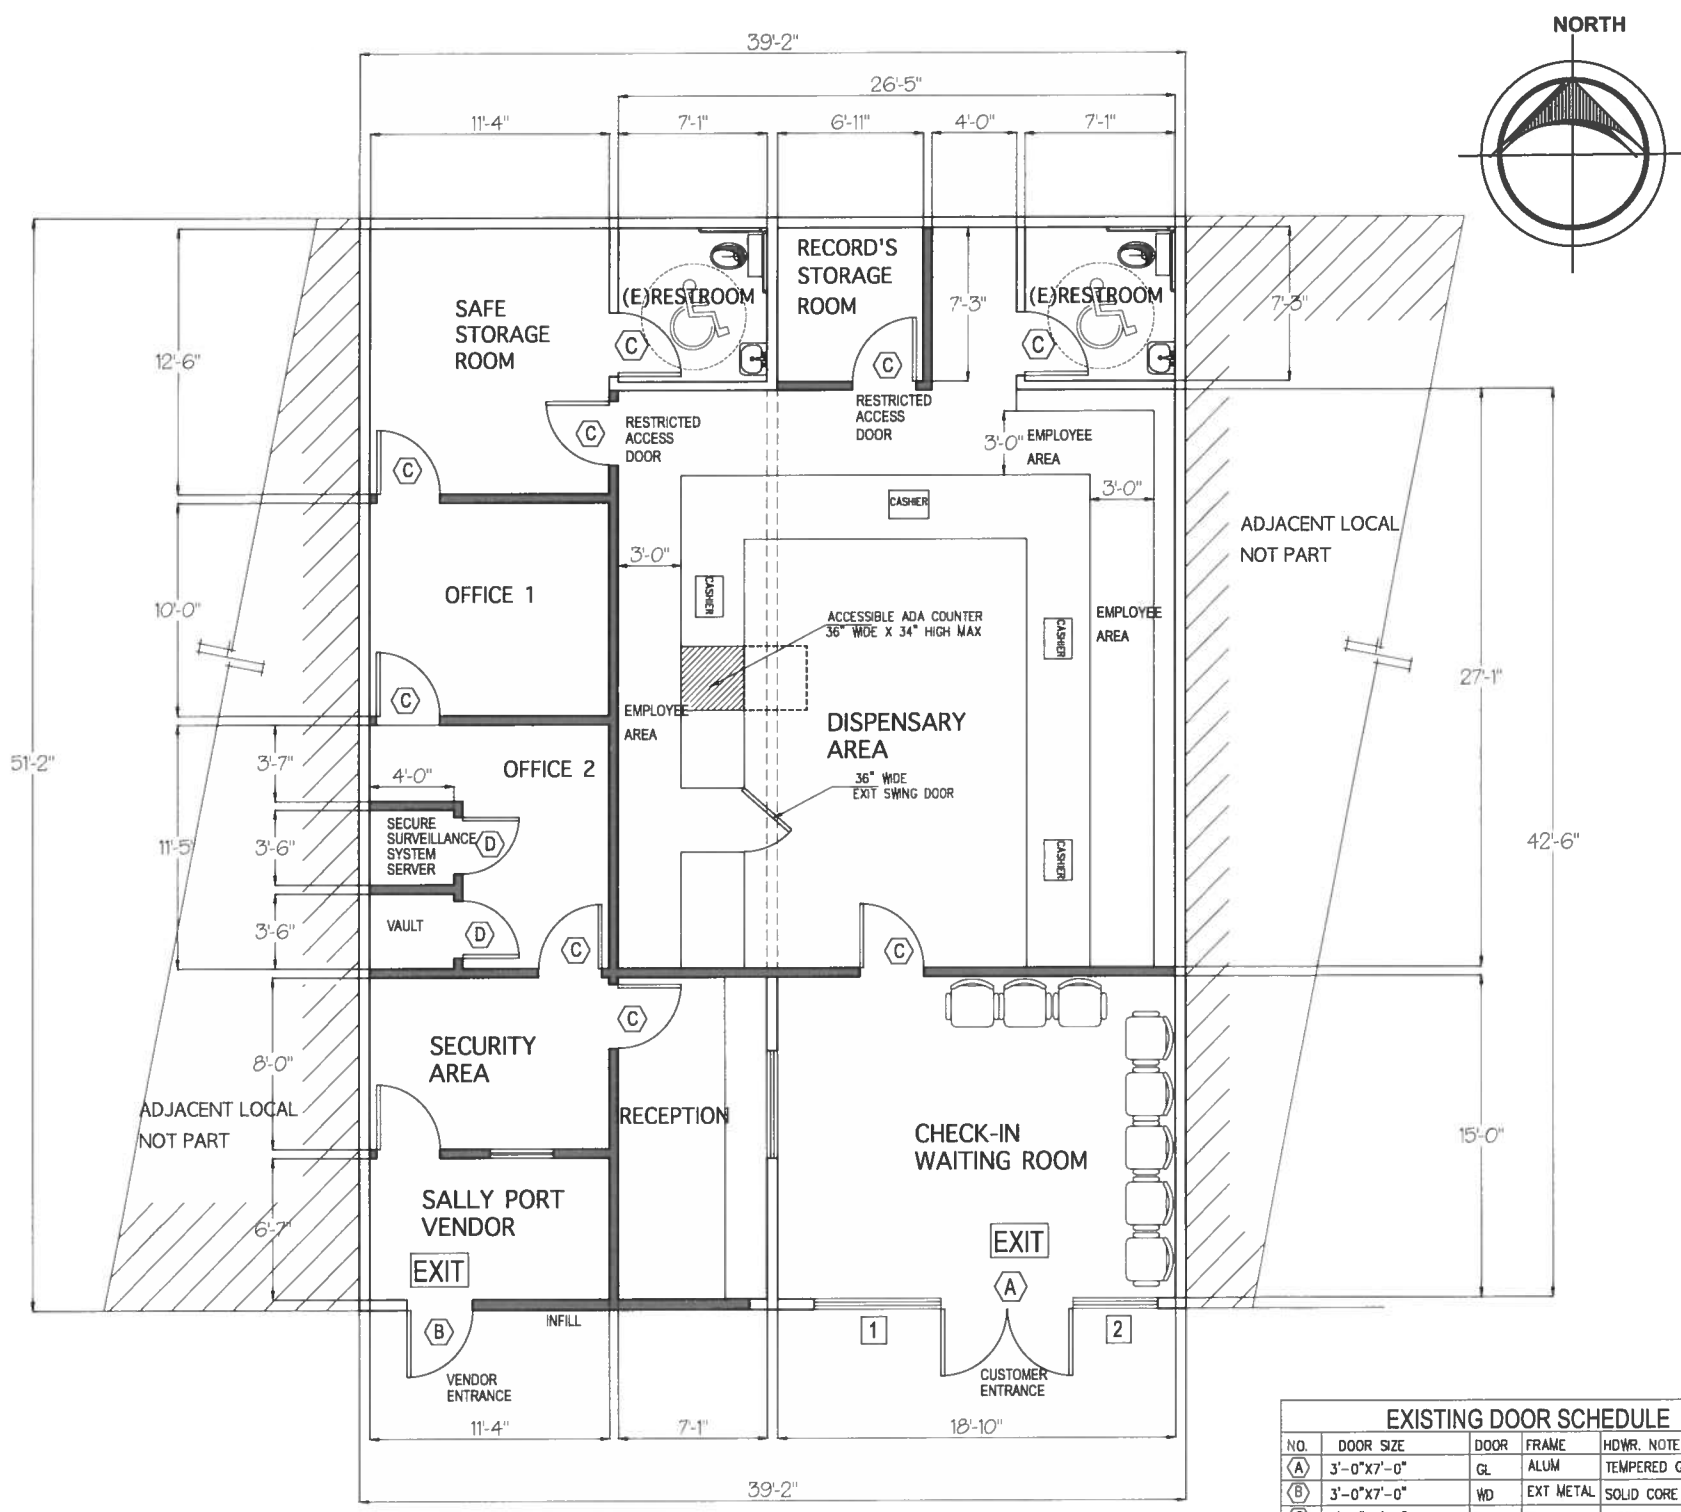 NORTH
39'-2"
26'-5"
11'-4"
7'-1"
6'-11"
4'-0"
7'-1"
RECORD'S
STORAGE
ROOM
(E)RESTROOM
(E)RESTROOM
7'-3"
7'-3"
SAFE
STORAGE
ROOM
C
C
C
12'-6"
RESTRICTED
ACCESS
DOOR
RESTRICTED
ACCESS
DOOR
C
C
3'-0"
EMPLOYEE
AREA
3'-0"
CASHIER
ADJACENT LOCAL
NOT PART
3'-0"
OFFICE 1
10'-0"
CASHIER
ACCESSIBLE ADA COUNTER
36" WIDE X 34" HIGH MAX
EMPLOYEE
AREA
CASHIER
27'-1"
C
EMPLOYEE
AREA
DISPENSARY
AREA
51'-2"
3'-7"
4'-0"
OFFICE 2
36" WIDE
EXIT SWING DOOR
SECURE
SURVEILLANCE
SYSTEM
SERVER
D
11'-5"
3'-6"
CASHIER
42'-6"
VAULT
D
3'-6"
C
C
C
SECURITY
AREA
8'-0"
ADJACENT LOCAL
NOT PART
RECEPTION
CHECK-IN
WAITING ROOM
15'-0"
SALLY PORT
VENDOR
6'-7"
EXIT
EXIT
A
B
INFILL
1
2
VENDOR
ENTRANCE
CUSTOMER
ENTRANCE
11'-4"
7'-1"
18'-10"
39'-2"
EXISTING DOOR SCHEDULE
NO. DOOR SIZE DOOR FRAME HDWR. NOTE
A 3'-0"X7'-0" GL ALUM TEMPERED
B 3'-0"X7'-0" WD EXT METAL SOLID CORE